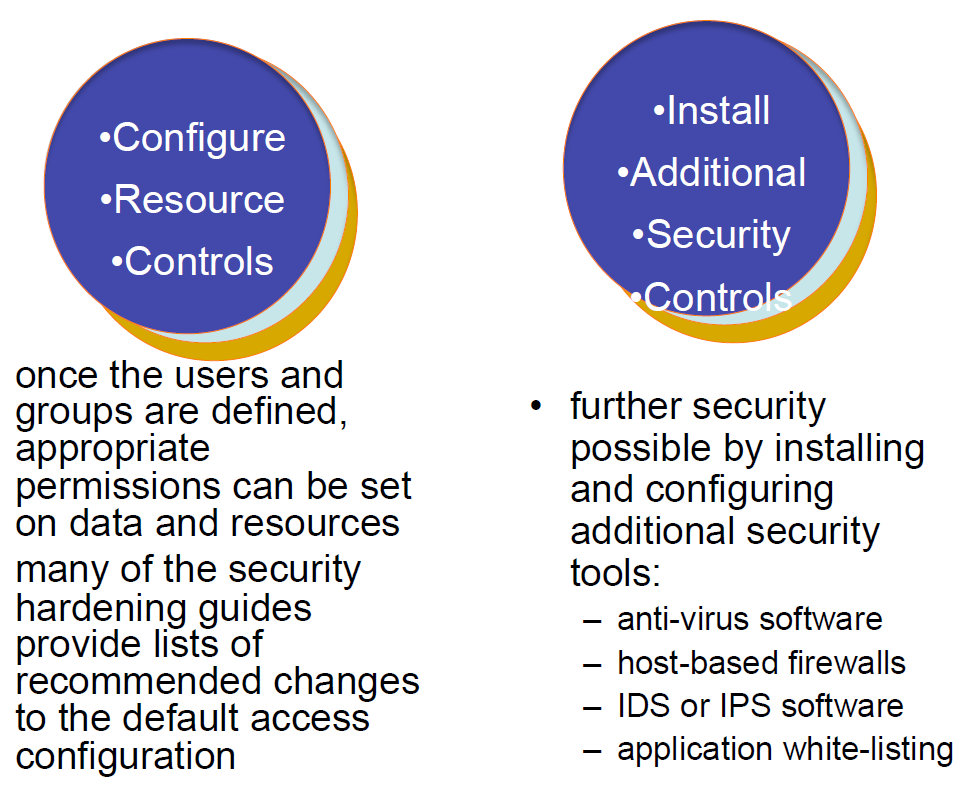 •Configure
•Resource
•Controls
once the users and
groups are defined,
appropriate
permissions can be set
on data and resources
many of the security
hardening guides
provide lists of
recommended changes
to the default access
configuration
•Install
•Additional
•Security
•Controls
• further security
possible by installing
and configuring
additional security
tools:
– anti-virus software
– host-based firewalls
– IDS or IPS software
– application white-listing